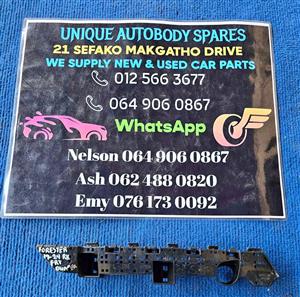 UNIQUE AUTOBODY SPARES
21 SEFAKO MAKGATHO DRIVE
WE SUPPLY NEW & USED CAR PARTS
012 566 3677
064 906 0867
WhatsApp
Nelson 064 906 0867
Ash 062 488 0820
Emy 076 173 0092
FORESTER